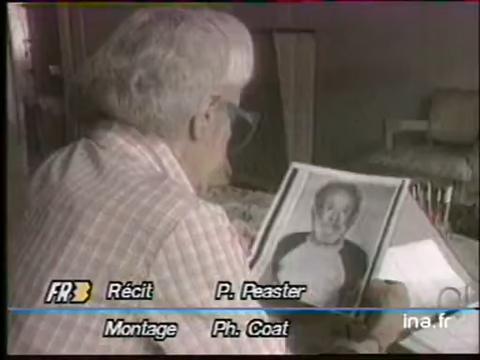 FR3 Récit P. Peaster
Montage Ph. Coat
ina.fr